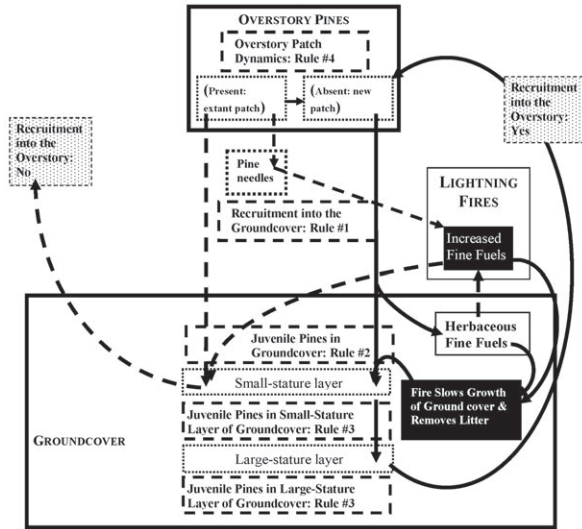 OVERSTORY PINES
Overstory Patch
Dynamics: Rule #4
(Present:
extant patch)
(Absent: new
patch)
Recruitment
into the
Overstory:
Yes
Recruitment
into the
Overstory:
No
Pine
needles
LIGHTNING
FIRES
Increased
Fine Fuels
Recruitment into the
Groundcover: Rule #1
Herbaceous
Fine Fuels
Juvenile Pines in
Groundcover: Rule #2
Small-stature layer
Fire Slows Growth
of Ground cover &
Removes Litter
Juvenile Pines in Small-Stature
Layer of Groundcover: Rule #3
GROUNDCOVER
Large-stature layer
Juvenile Pines in Large-Stature
Layer of Groundcover: Rule #3